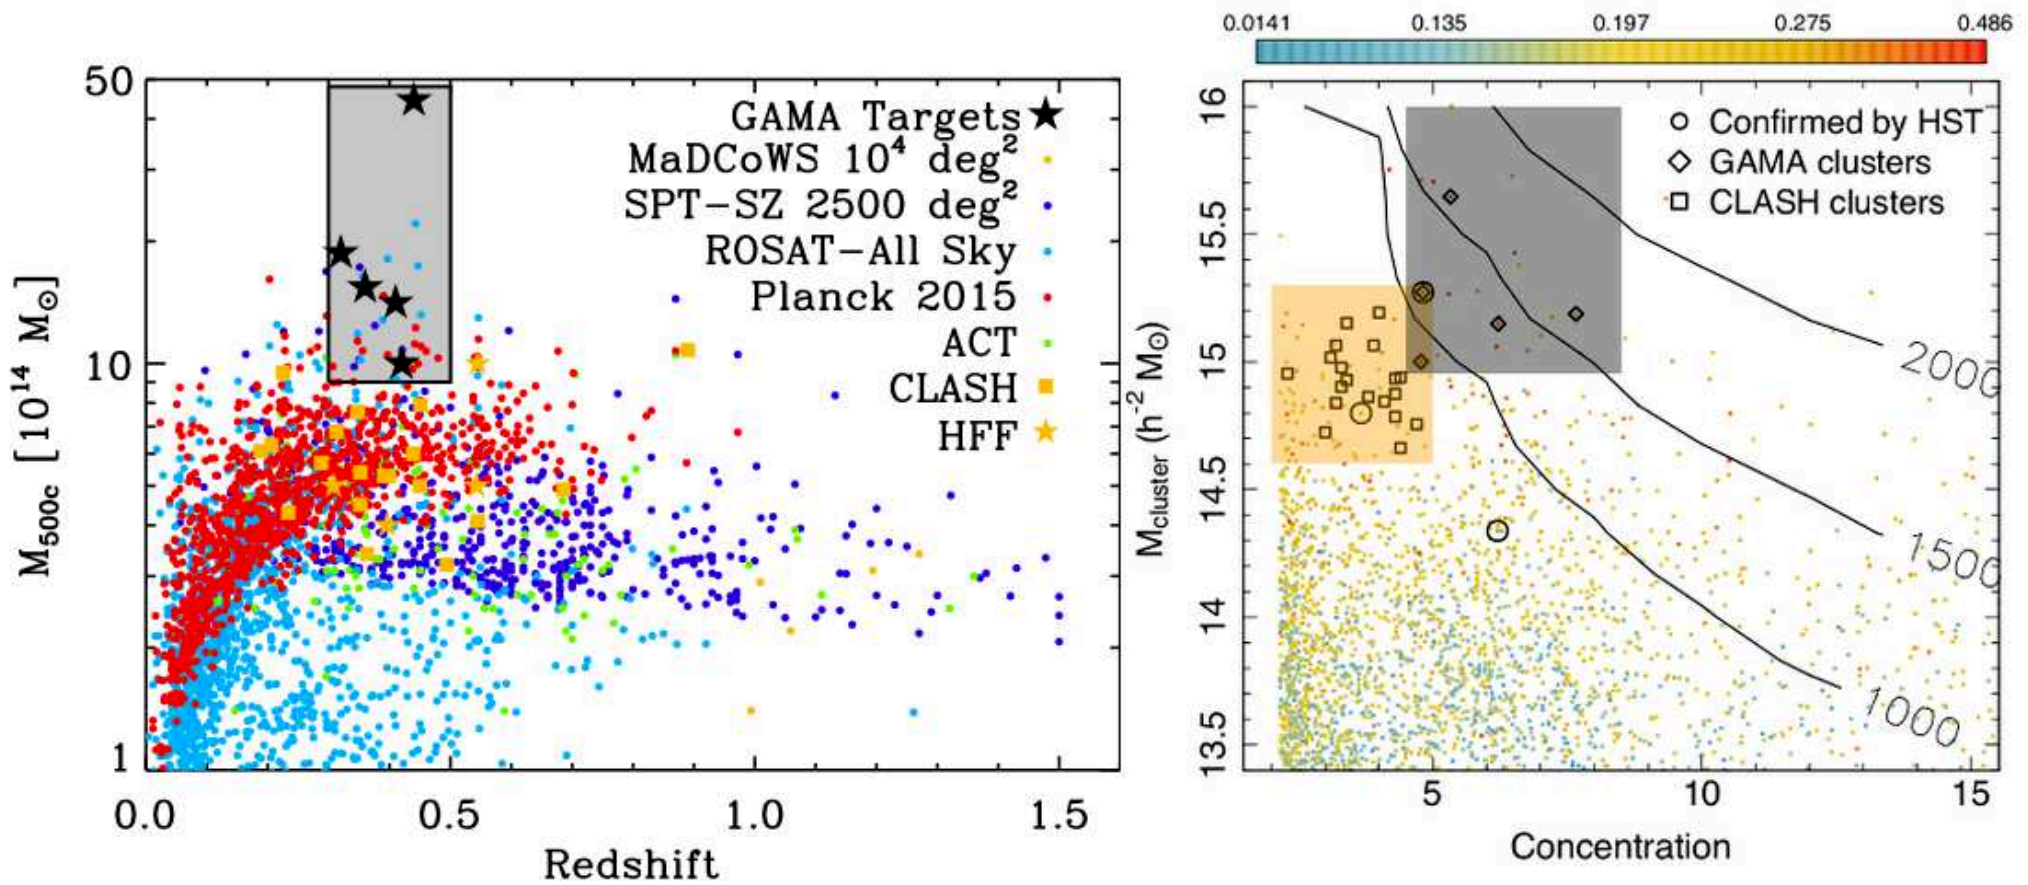 50
10
1
M500c [10^14 M⊙]
0.0 0.5 1.0 1.5
Redshift
GAMA Targets
MaDCoWS 10^4 deg^2
SPT-SZ 2500 deg^2
ROSAT-All Sky
Planck 2015
ACT
CLASH
HFF
0.0141 0.135 0.197 0.275 0.486
16
15.5
15
14.5
14
13.5
Mcluster (h^-2 M⊙)
Confirmed by HST
GAMA clusters
CLASH clusters
2000
1500
1000
5 10 15
Concentration